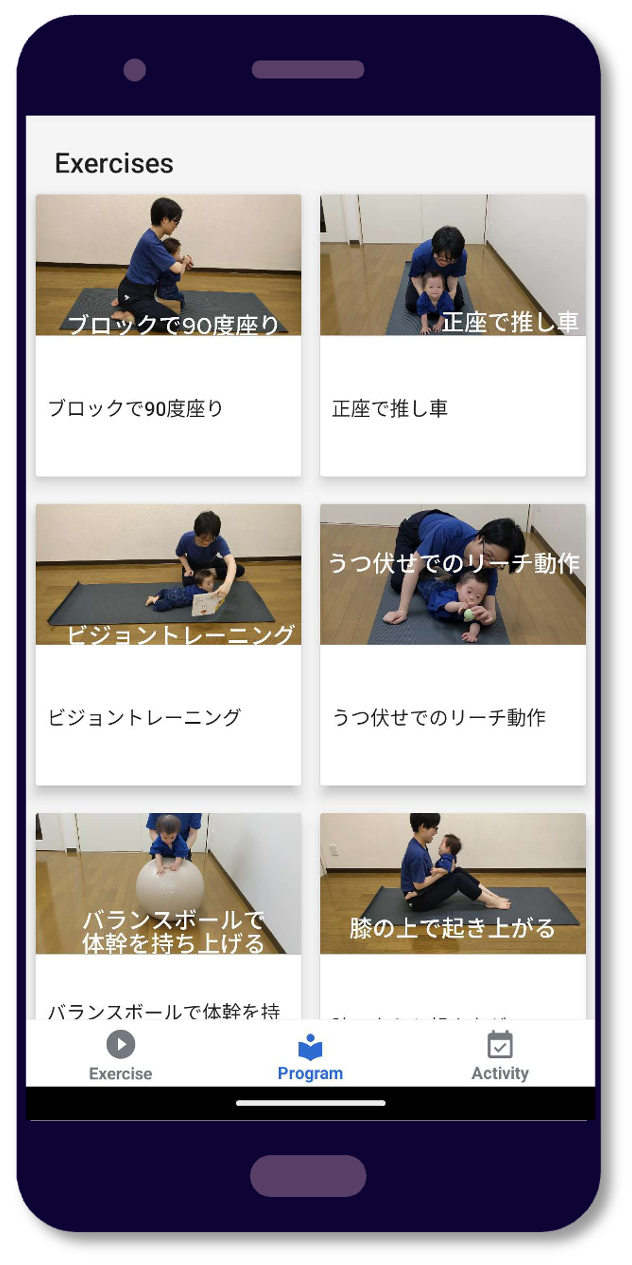 Exercises
ブロックで90度座り
正座で推し車
ブロックで90度座り
正座で推し車
ビジョントレーニング
うつ伏せでのリーチ動作
ビジョントレーニング
うつ伏せでのリーチ動作
バランスボールで
体幹を持ち上げる
膝の上で起き上がる
バランスボールで体幹を持
Exercise
Program
Activity